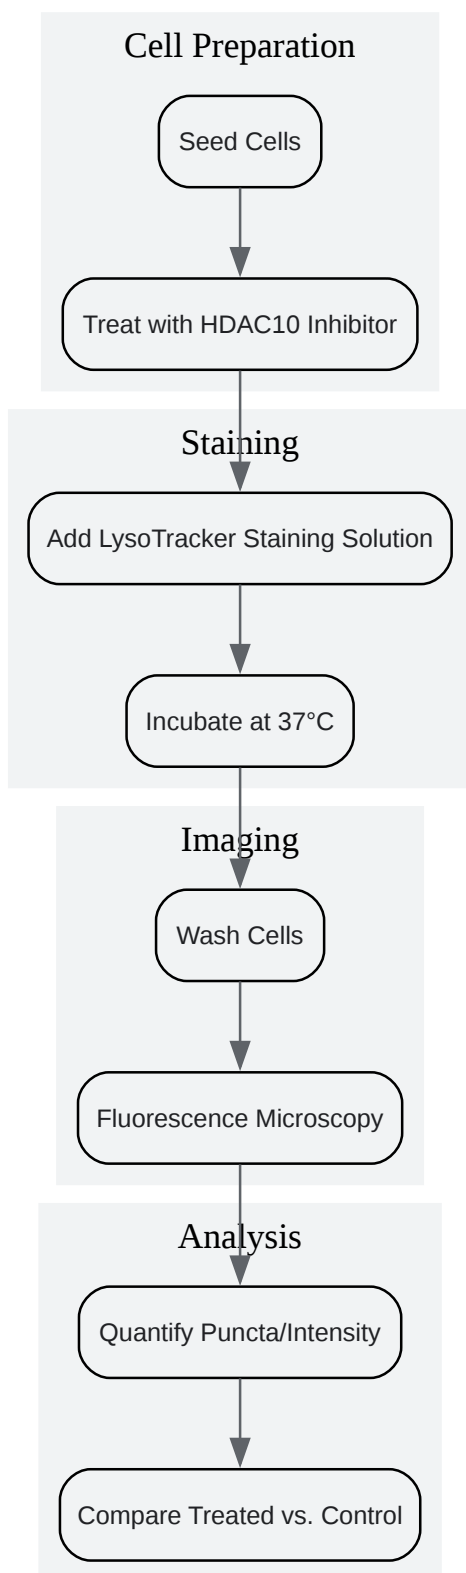 Cell Preparation
Seed Cells
Treat with HDAC10 Inhibitor
Staining
Add LysoTracker Staining Solution
Incubate at 37°C
Imaging
Wash Cells
Fluorescence Microscopy
Analysis
Quantify Puncta/Intensity
Compare Treated vs. Control